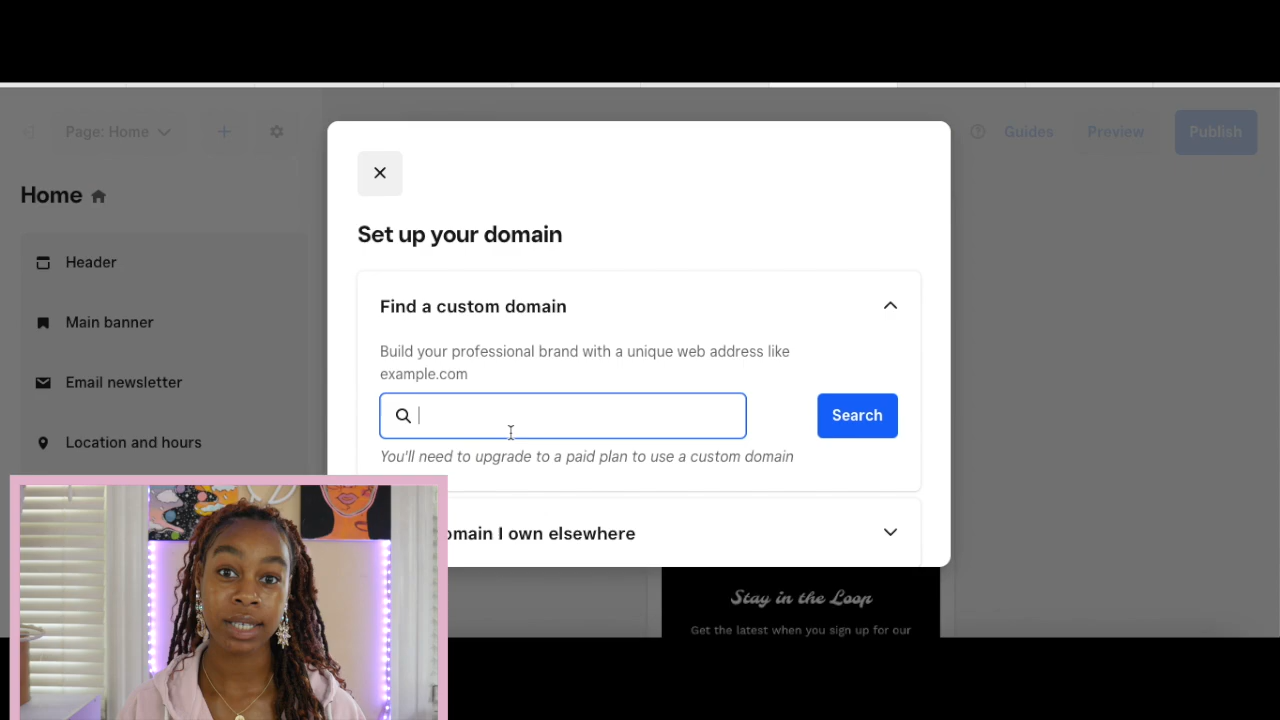 Page: Home
Guides
Preview
Publish
Home
Header
Main banner
Email newsletter
Location and hours
Set up your domain
Find a custom domain
Build your professional brand with a unique web address like
example.com
Search
You'll need to upgrade to a paid plan to use a custom domain
I own elsewhere
Stay in the Loop
Get the latest when you sign up for our